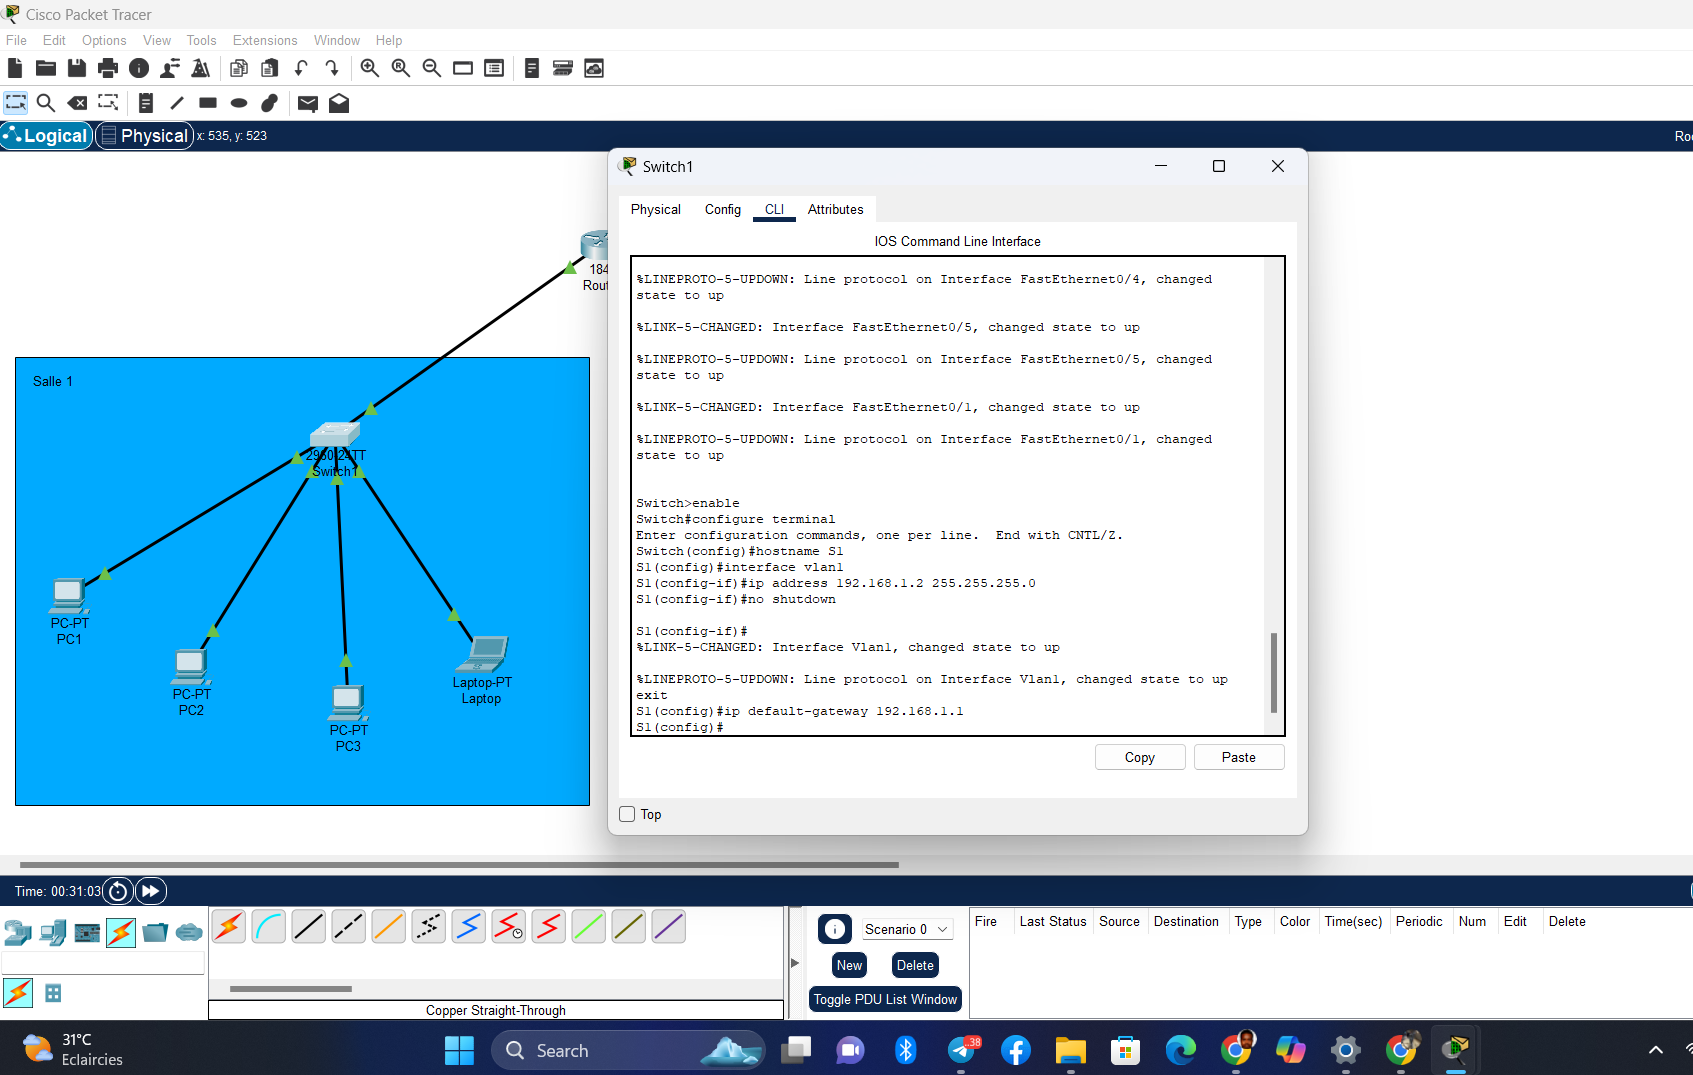 Cisco Packet Tracer
File Edit Options View Tools Extensions Window Help
Logical Physical x: 535, y: 523
Switch1
Physical Config CLI Attributes
IOS Command Line Interface
%LINEPROTO-5-UPDOWN: Line protocol on Interface FastEthernet0/4, changed
state to up
%LINK-5-CHANGED: Interface FastEthernet0/5, changed state to up
%LINEPROTO-5-UPDOWN: Line protocol on Interface FastEthernet0/5, changed
state to up
%LINK-5-CHANGED: Interface FastEthernet0/1, changed state to up
%LINEPROTO-5-UPDOWN: Line protocol on Interface FastEthernet0/1, changed
state to up
Switch>enable
Switch#configure terminal
Enter configuration commands, one per line.  End with CNTL/Z.
Switch(config)#hostname S1
S1(config)#interface vlan1
S1(config-if)#ip address 192.168.1.2 255.255.255.0
S1(config-if)#no shutdown
S1(config-if)#
%LINK-5-CHANGED: Interface Vlan1, changed state to up
%LINEPROTO-5-UPDOWN: Line protocol on Interface Vlan1, changed state to up
exit
S1(config)#ip default-gateway 192.168.1.1
S1(config)#
Copy Paste
Top
184
Rout
Salle 1
2960-24TT
Switch1
PC-PT
PC1
PC-PT
PC2
PC-PT
PC3
Laptop-PT
Laptop
Time: 00:31:03
Scenario 0
New Delete
Toggle PDU List Window
Fire Last Status Source Destination Type Color Time(sec) Periodic Num Edit Delete
Copper Straight-Through
31°C
Eclaircies
Search